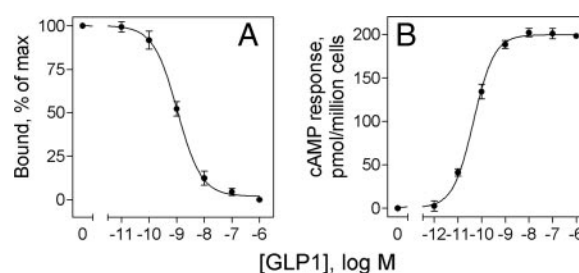 A
Bound, % of max
100
75
50
25
0
0 -11 -10 -9 -8 -7 -6
B
cAMP response,
pmol/million cells
200
150
100
50
0
0 -12 -11 -10 -9 -8 -7 -6
[GLP1], log M